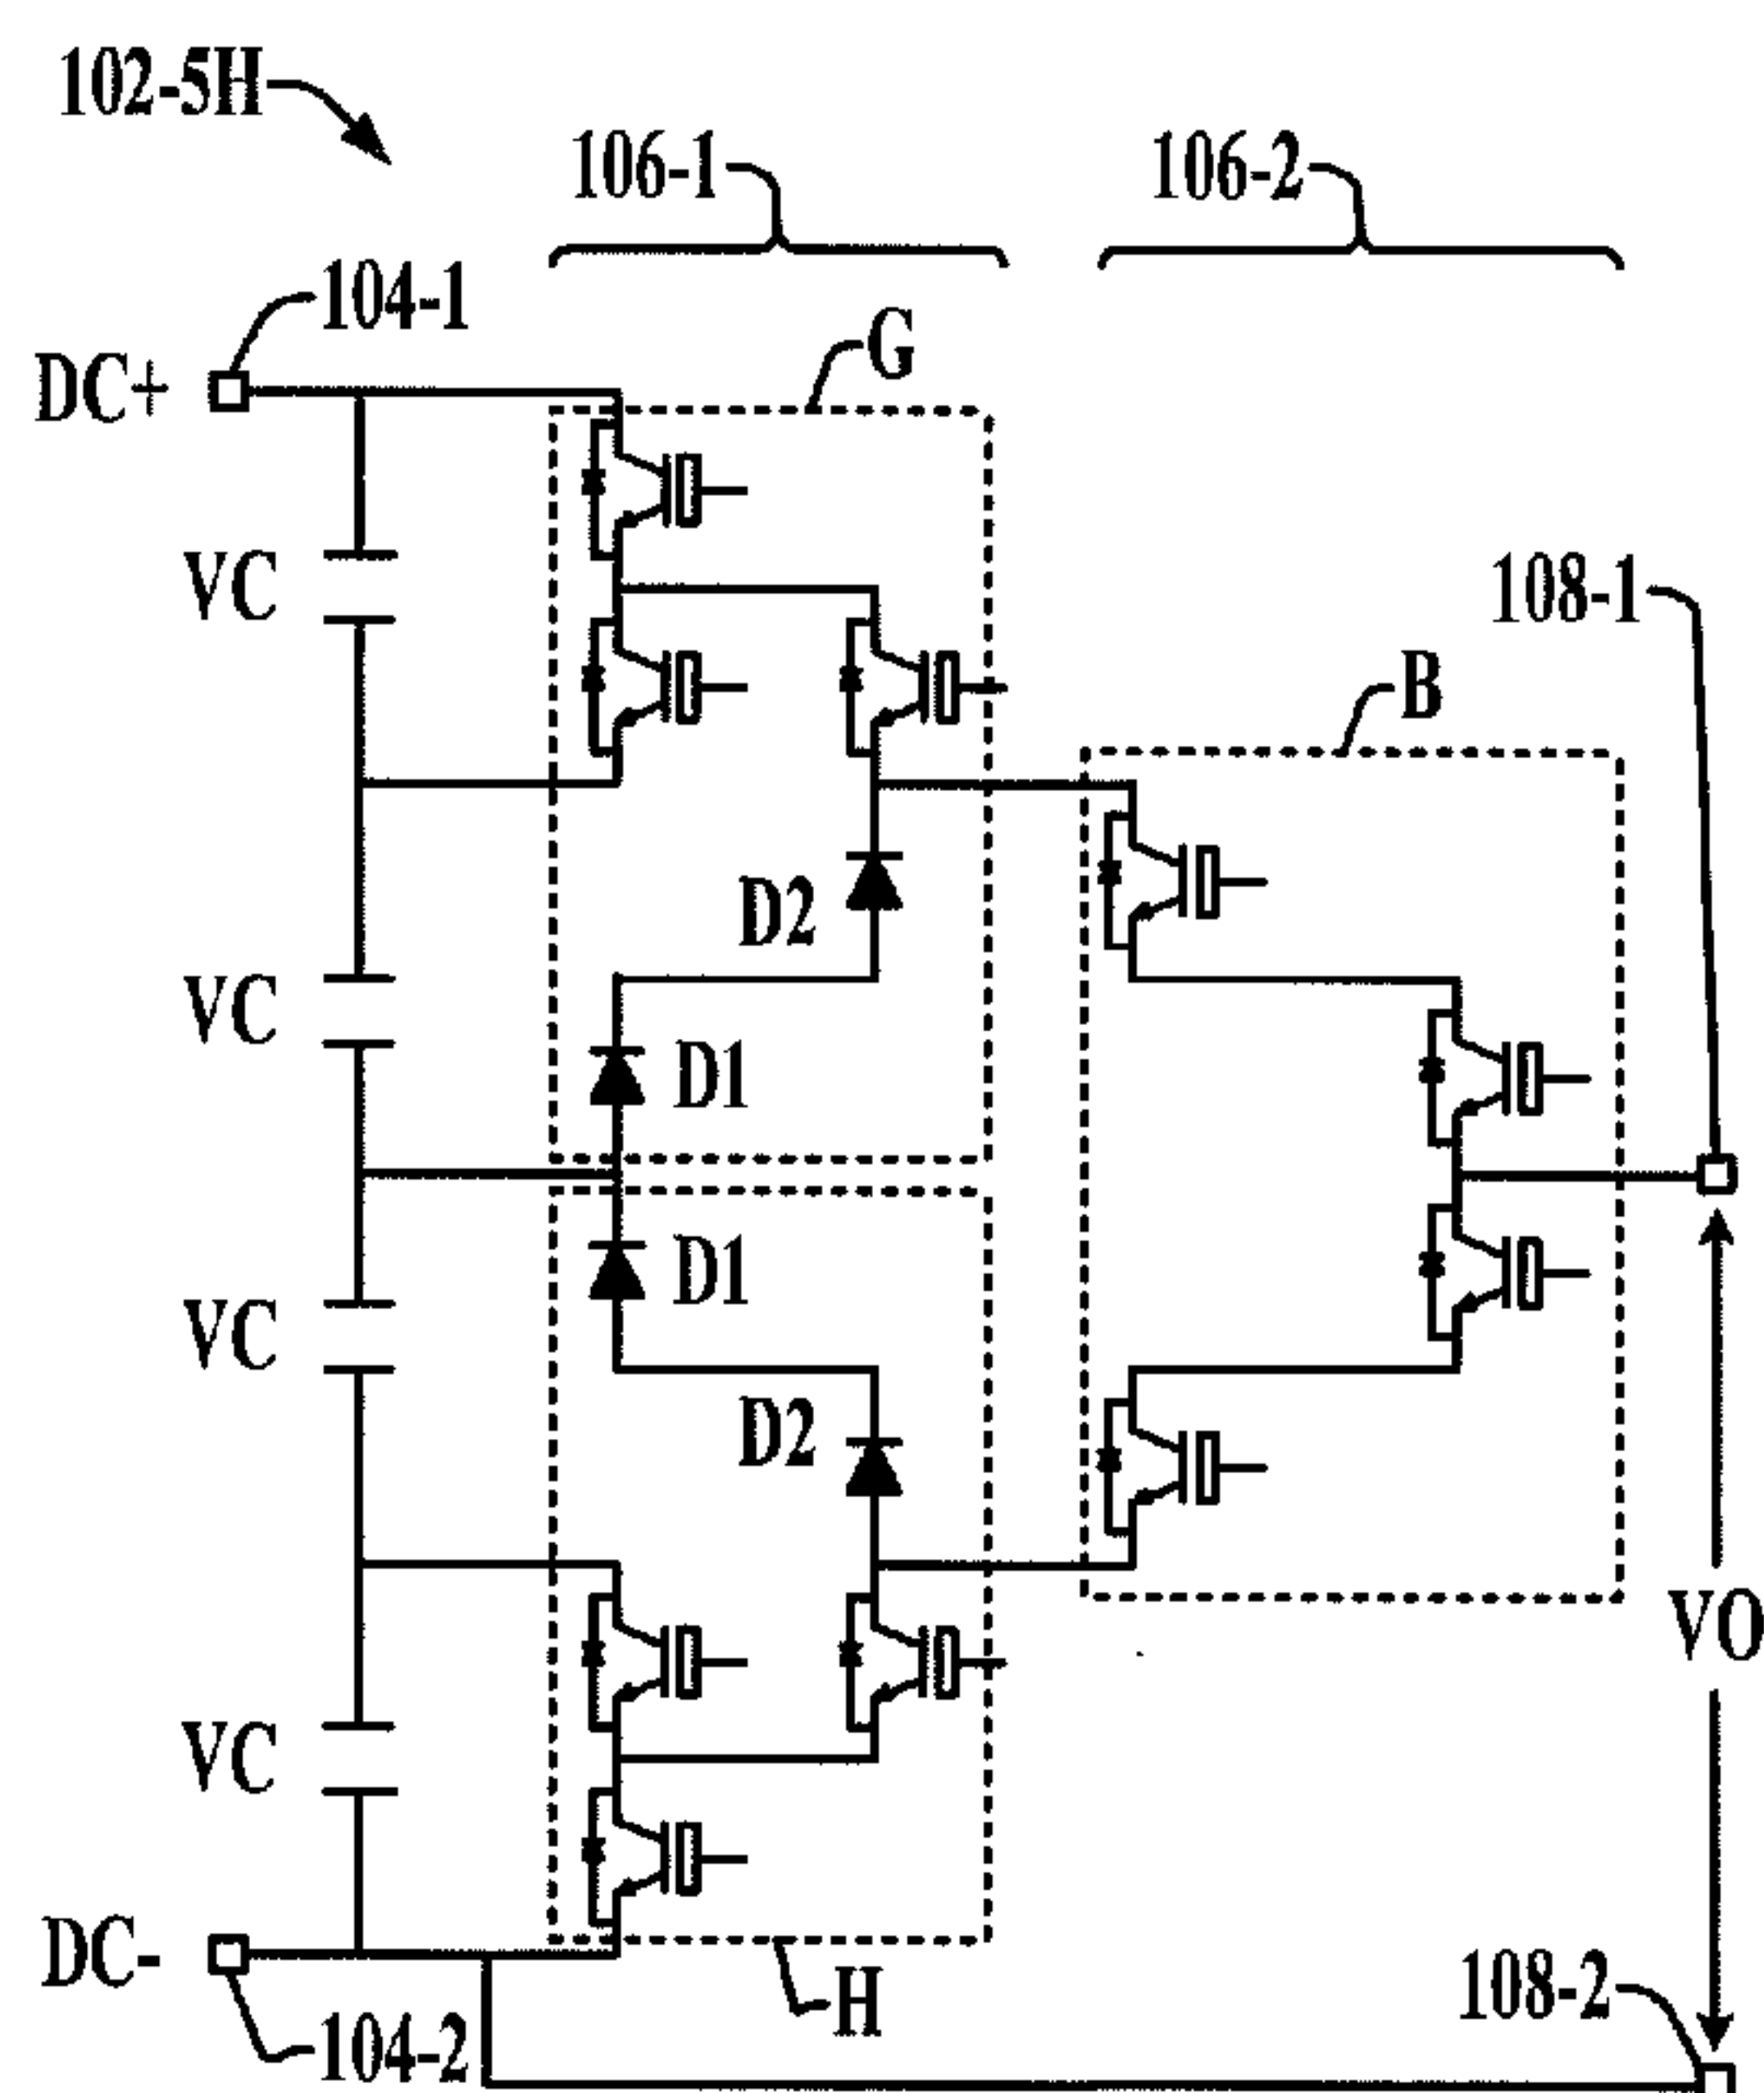 102-5H
106-1
106-2
104-1
G
DC+
VC
108-1
B
D2
VC
D1
D1
VC
D2
VO
VC
DC-
108-2
H
104-2